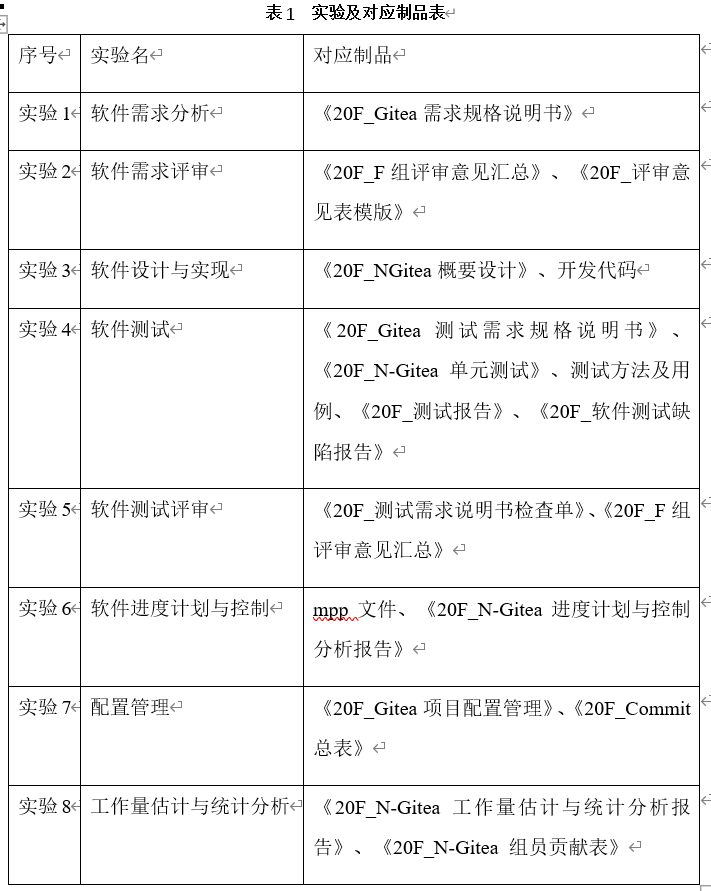 表 1 实验及对应制品表
序号 实验名 对应制品
实验 1 软件需求分析 《20F_Gitea 需求规格说明书》
实验 2 软件需求评审 《20F_F 组评审意见汇总》、《20F_评审意
见表模版》
实验 3 软件设计与实现 《20F_NGitea 概要设计》、开发代码
实验 4 软件测试 《20F_Gitea 测试需求规格说明书》、
《20F_N-Gitea 单元测试》、测试方法及用
例、《20F_测试报告》、《20F_软件测试缺
陷报告》
实验 5 软件测试评审 《20F_测试需求说明书检查单》、《20F_F 组
评审意见汇总》
实验 6 软件进度计划与控制 mpp 文件、《20F_N-Gitea 进度计划与控制
分析报告》
实验 7 配置管理 《20F_Gitea 项目配置管理》、《20F_Commit
总表》
实验 8 工作量估计与统计分析 《20F_N-Gitea 工作量估计与统计分析报
告》、《20F_N-Gitea 组员贡献表》